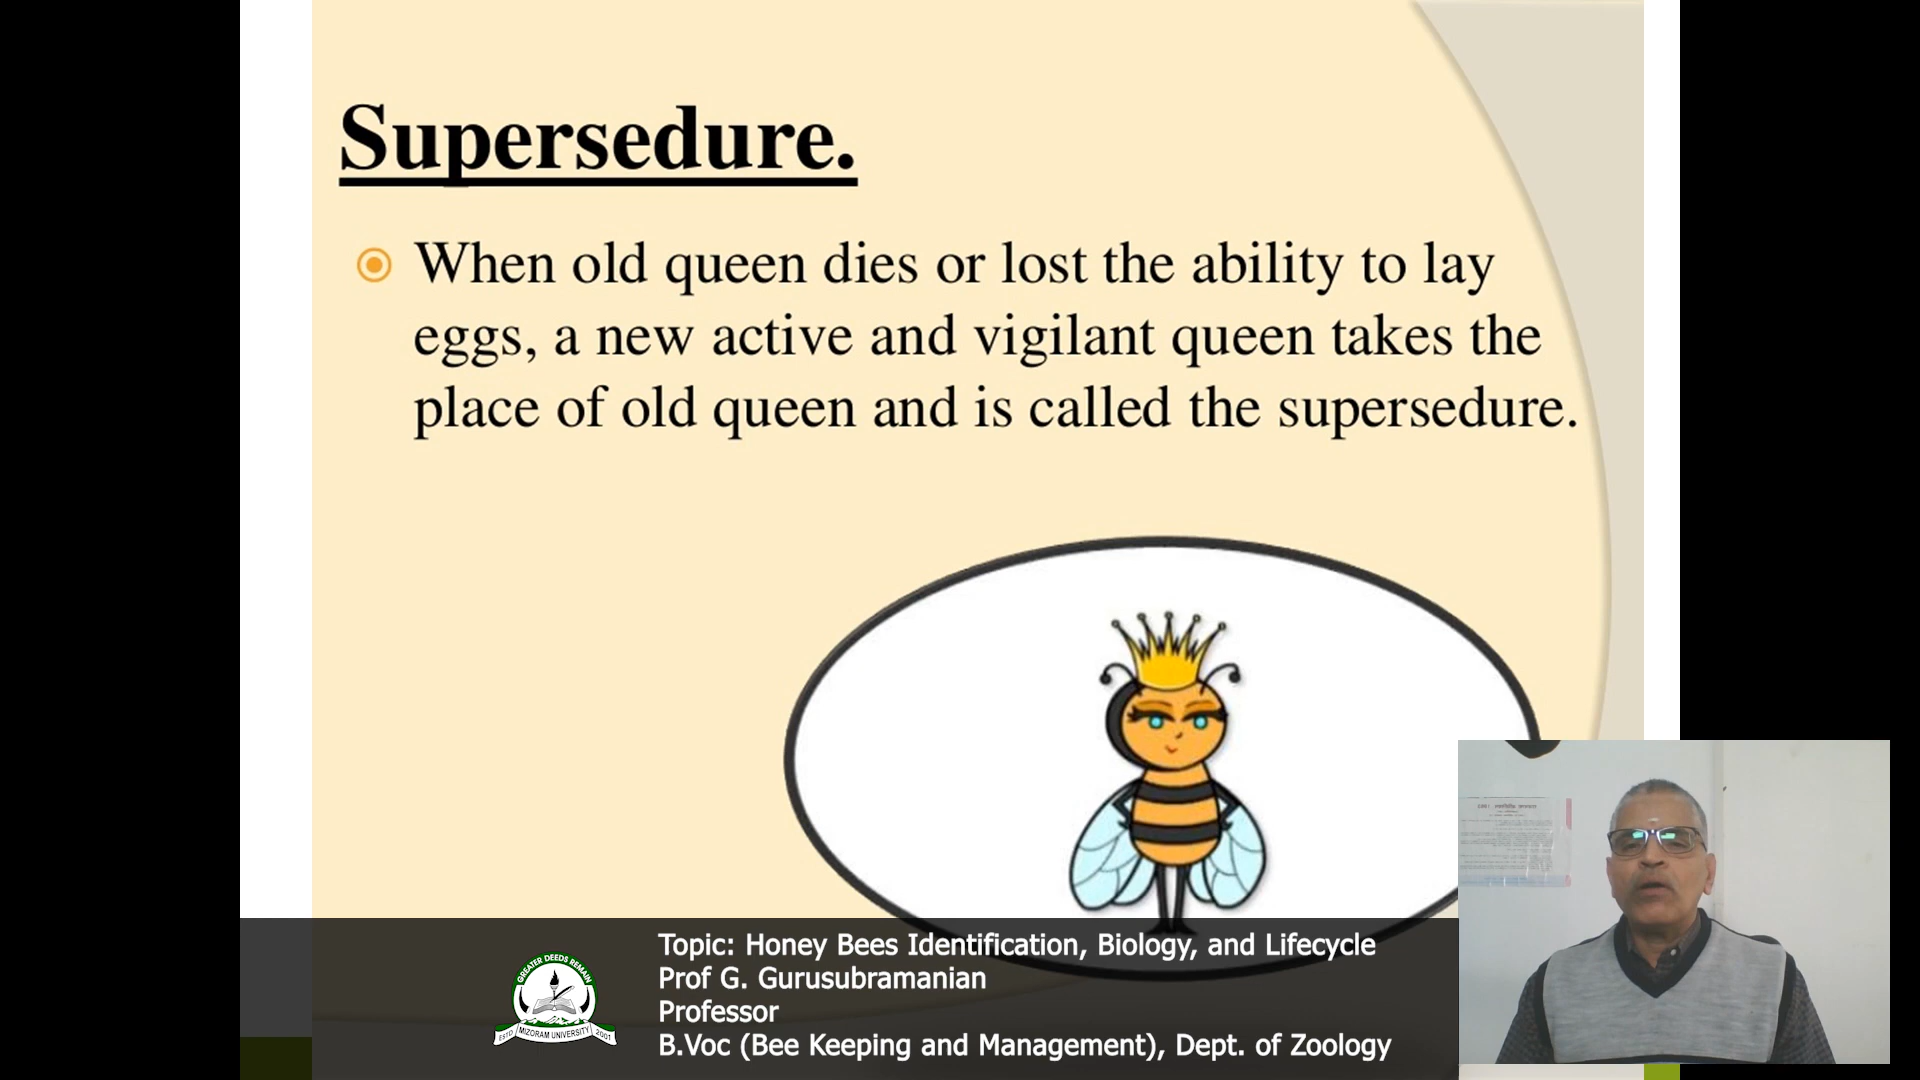 Supersedure.
When old queen dies or lost the ability to lay
eggs, a new active and vigilant queen takes the
place of old queen and is called the supersedure.
Topic: Honey Bees Identification, Biology, and Lifecycle
Prof G. Gurusubramanian
Professor
B.Voc (Bee Keeping and Management), Dept. of Zoology
GREATER DEEDS REMAIN
ESTD MIZORAM UNIVERSITY 2001